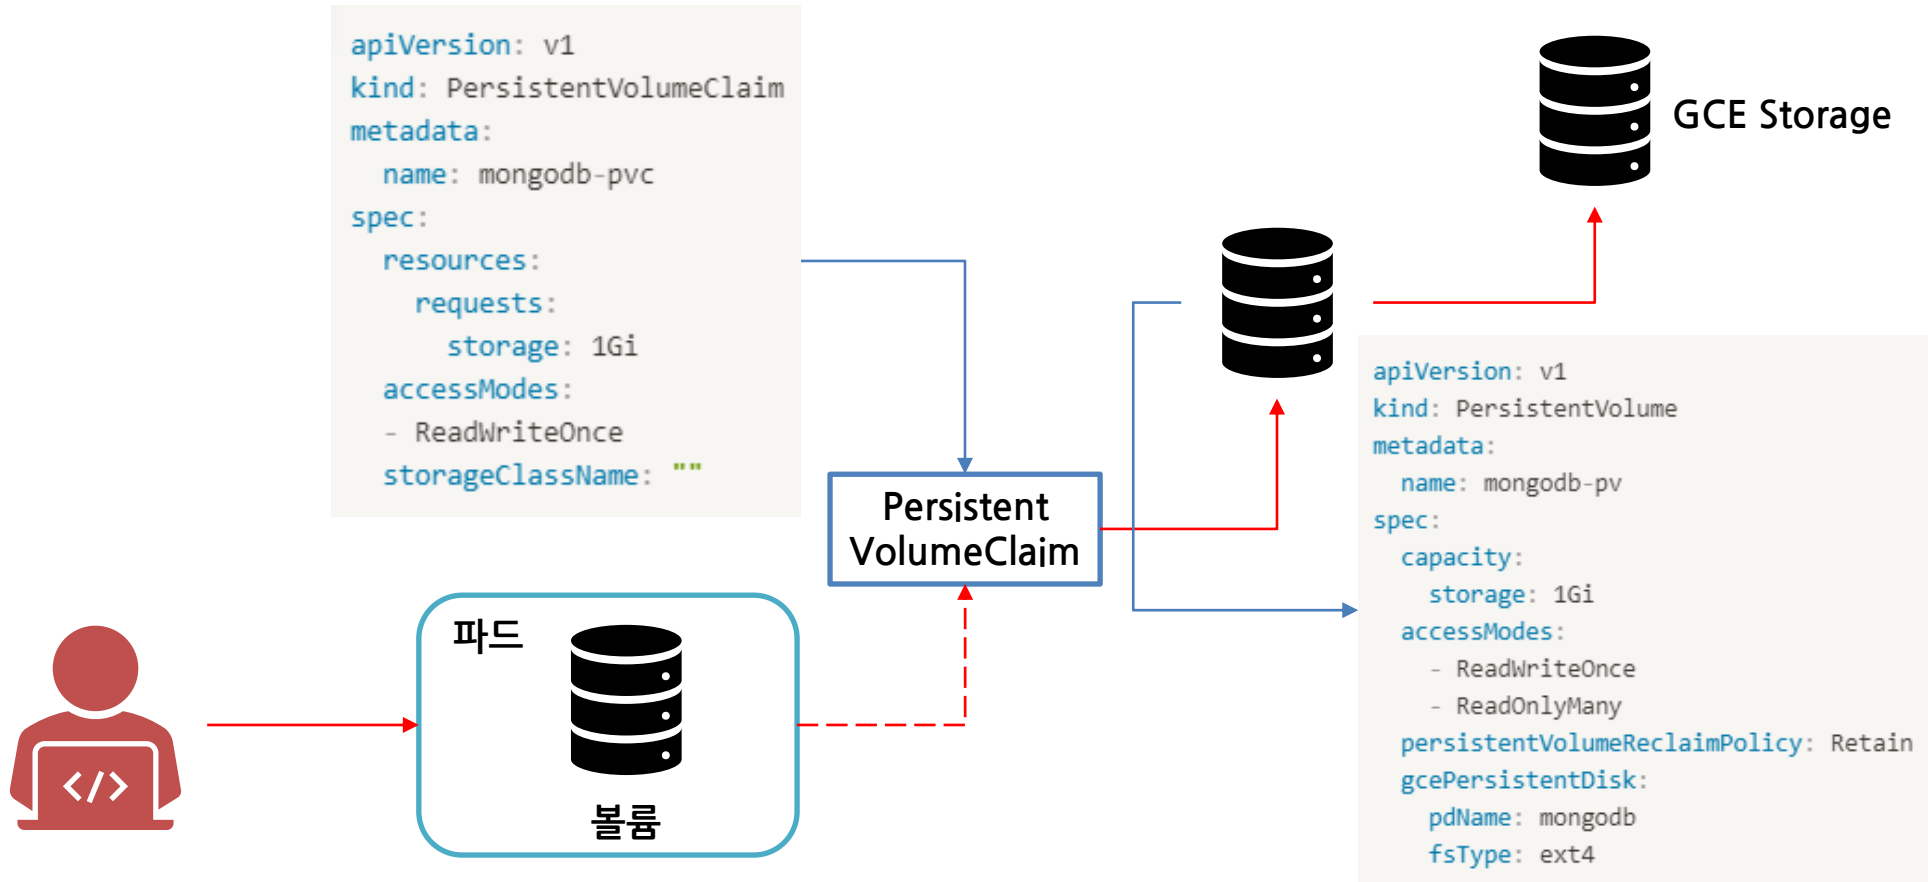 apiVersion: v1
kind: PersistentVolumeClaim
metadata:
  name: mongodb-pvc
spec:
  resources:
    requests:
      storage: 1Gi
  accessModes:
  - ReadWriteOnce
  storageClassName: ""
GCE Storage
Persistent
VolumeClaim
파드
볼륨
</>
apiVersion: v1
kind: PersistentVolume
metadata:
  name: mongodb-pv
spec:
  capacity:
    storage: 1Gi
  accessModes:
    - ReadWriteOnce
    - ReadOnlyMany
  persistentVolumeReclaimPolicy: Retain
  gcePersistentDisk:
    pdName: mongodb
    fsType: ext4